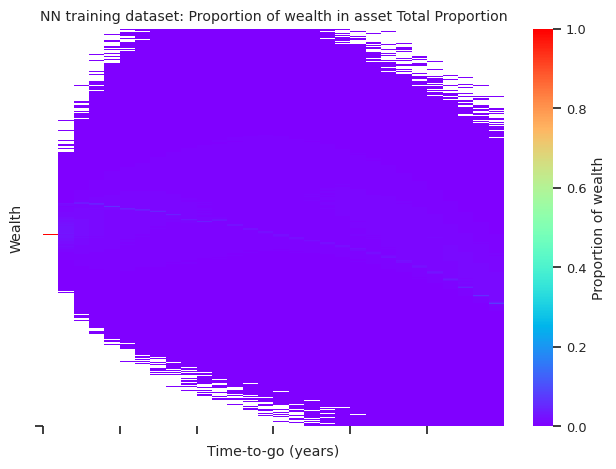 NN training dataset: Proportion of wealth in asset Total Proportion
1.0
0.8
0.6
0.4
0.2
0.0
Proportion of wealth
Wealth
Time-to-go (years)